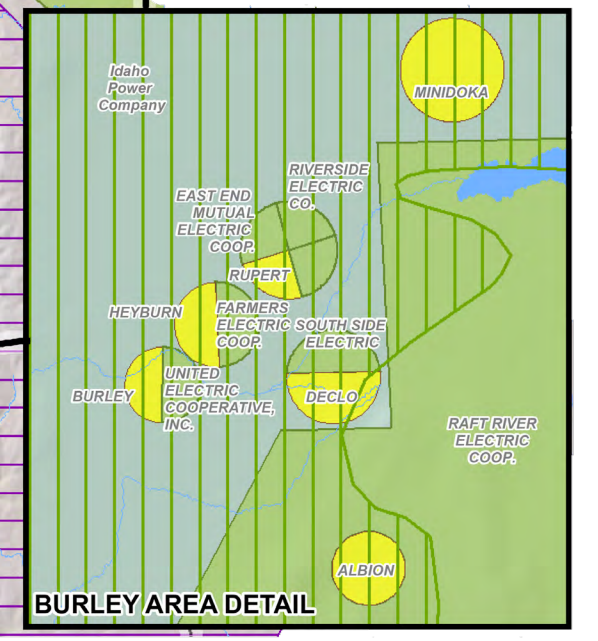 Idaho
Power
Company
MINIDOKA
RIVERSIDE
ELECTRIC
CO.
EAST END
MUTUAL
ELECTRIC
COOP.
RUPERT
HEYBURN
FARMERS
ELECTRIC
COOP.
SOUTH SIDE
ELECTRIC
UNITED
ELECTRIC
COOPERATIVE,
INC.
BURLEY
DECLO
RAFT RIVER
ELECTRIC
COOP.
ALBION
BURLEY AREA DETAIL